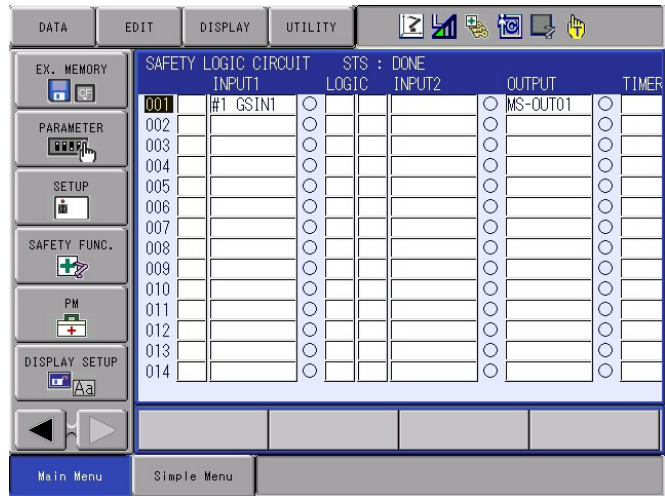 DATA EDIT DISPLAY UTILITY
EX. MEMORY
CF
PARAMETER
SETUP
SAFETY FUNC.
PM
DISPLAY SETUP
Aa
SAFETY LOGIC CIRCUIT STS : DONE
INPUT1 LOGIC INPUT2 OUTPUT TIMER
001 #1 GSIN1 MS-OUT01
002
003
004
005
006
007
008
009
010
011
012
013
014
Main Menu Simple Menu